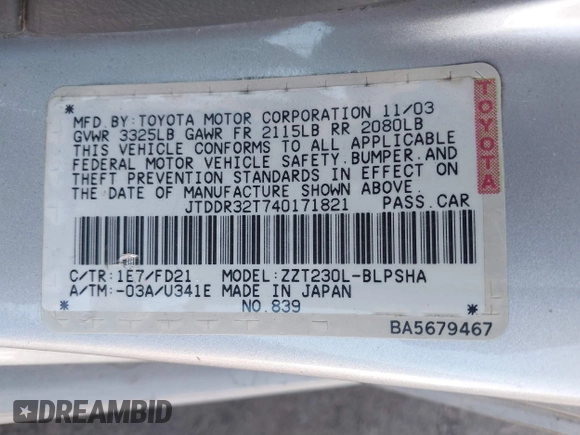 MFD.BY:TOYOTA MOTOR CORPORATION 11/03
GVWR 3325LB GAWR FR 2115LB RR 2080LB
THIS VEHICLE CONFORMS TO ALL APPLICABLE
FEDERAL MOTOR VEHICLE SAFETY,BUMPER,AND
THEFT PREVENTION STANDARDS IN EFFECT ON
THE DATE OF MANUFACTURE SHOWN ABOVE.
JTDDR32T740171821 PASS.CAR
TOYOTA
C/TR:1E7/FD21 MODEL:ZZT230L-BLPSHA
A/TM:-03A/U341E MADE IN JAPAN
NO.839
BA5679467
DREAMBID